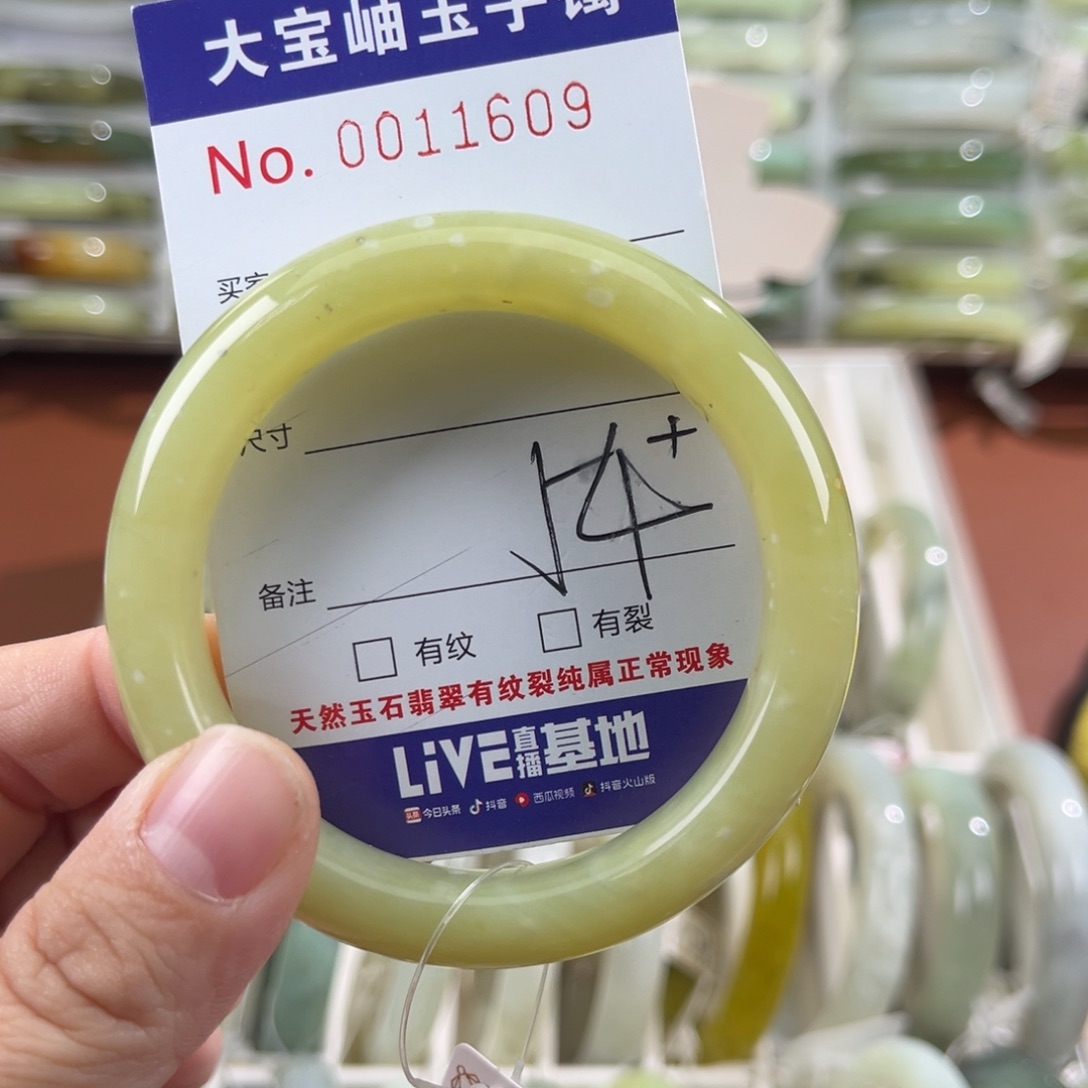 大宝岫玉手镯
No. 0011609
买家
尺寸
备注
有纹 有裂
天然玉石翡翠有纹裂纯属正常现象
LiVE直播基地
头条 今日头条 抖音 西瓜视频 抖音火山版